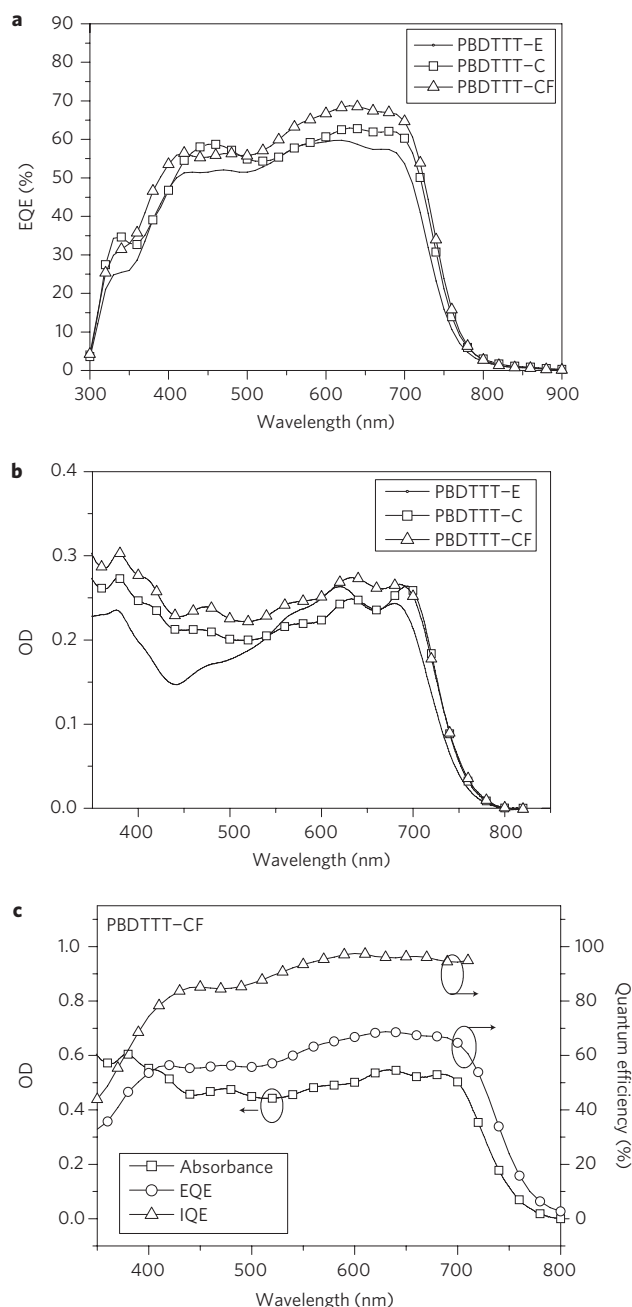 a
90
80
70
60
50
40
30
20
10
0
EQE (%)
PBDTTT–E
PBDTTT–C
PBDTTT–CF
300 400 500 600 700 800 900
Wavelength (nm)
b
0.4
0.3
0.2
0.1
0.0
OD
PBDTTT–E
PBDTTT–C
PBDTTT–CF
400 500 600 700 800
Wavelength (nm)
c
PBDTTT–CF
1.0
0.8
0.6
0.4
0.2
0.0
OD
100
80
60
40
20
0
Quantum efficiency (%)
Absorbance
EQE
IQE
400 500 600 700 800
Wavelength (nm)